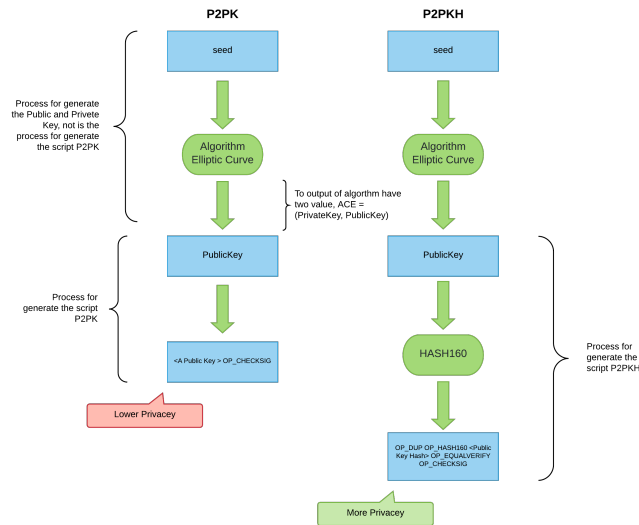 P2PK
P2PKH
seed
seed
Process for generate
the Public and Privete
Key, not is the
process for generate
the script P2PK
Algorithm
Elliptic Curve
Algorithm
Elliptic Curve
To output of algorthm have
two value, ACE =
(PrivateKey, PublicKey)
PublicKey
PublicKey
Process for
generate the script
P2PK
HASH160
Process for
generate the
script P2PKH
<A Public Key > OP_CHECKSIG
Lower Privacey
OP_DUP OP_HASH160 <Public
Key Hash> OP_EQUALVERIFY
OP_CHECKSIG
More Privacey